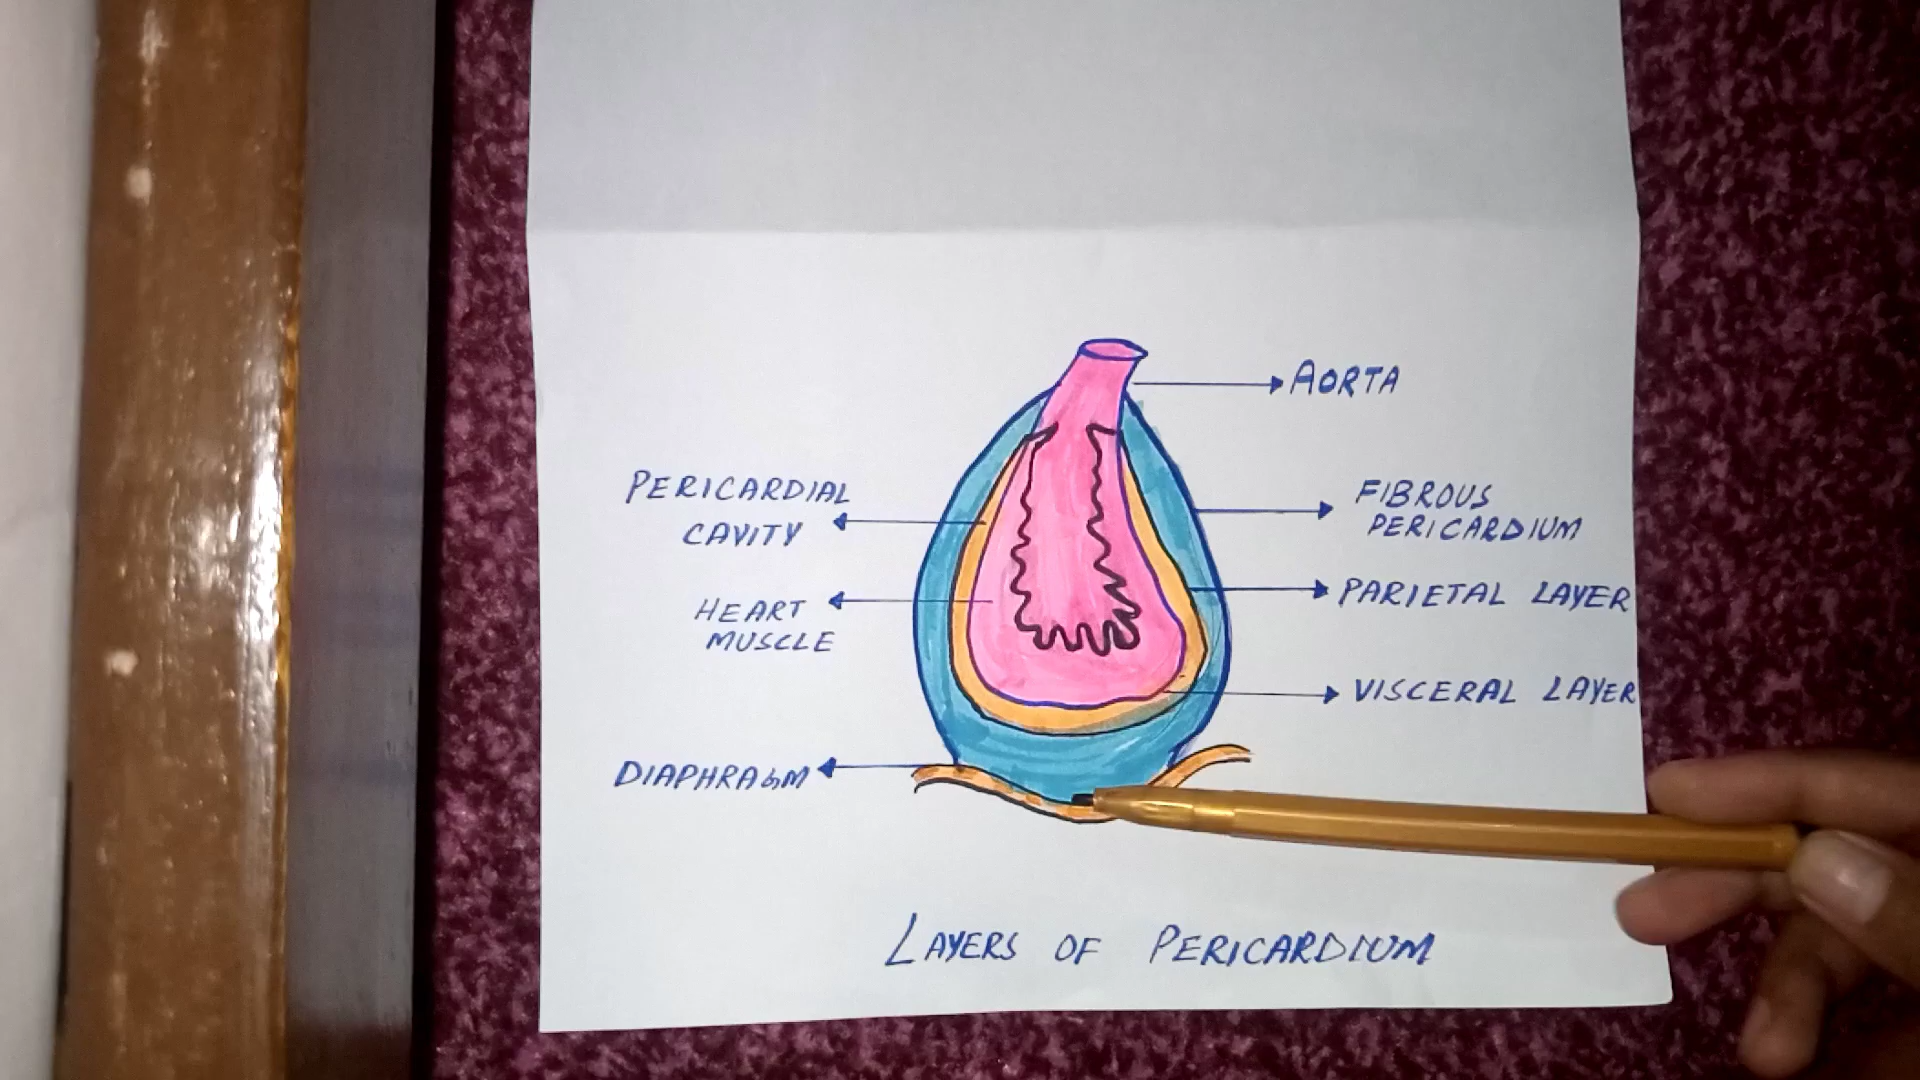 AORTA
PERICARDIAL
CAVITY
FIBROUS
PERICARDIUM
HEART
MUSCLE
PARIETAL LAYER
VISCERAL LAYER
DIAPHRAGM
LAYERS OF PERICARDIUM